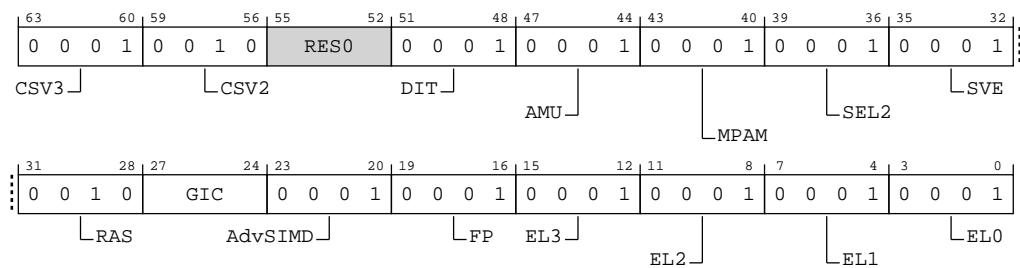 63 60 59 56 55 52 51 48 47 44 43 40 39 36 35 32
0 0 0 1 0 0 1 0 RES0 0 0 0 1 0 0 0 1 0 0 0 1 0 0 0 1 0 0 0 1
CSV3 CSV2 DIT SVE
AMU SEL2
MPAM
31 28 27 24 23 20 19 16 15 12 11 8 7 4 3 0
0 0 1 0 GIC 0 0 0 1 0 0 0 1 0 0 0 1 0 0 0 1 0 0 0 1 0 0 0 1
RAS AdvSIMD FP EL3 EL0
EL2 EL1